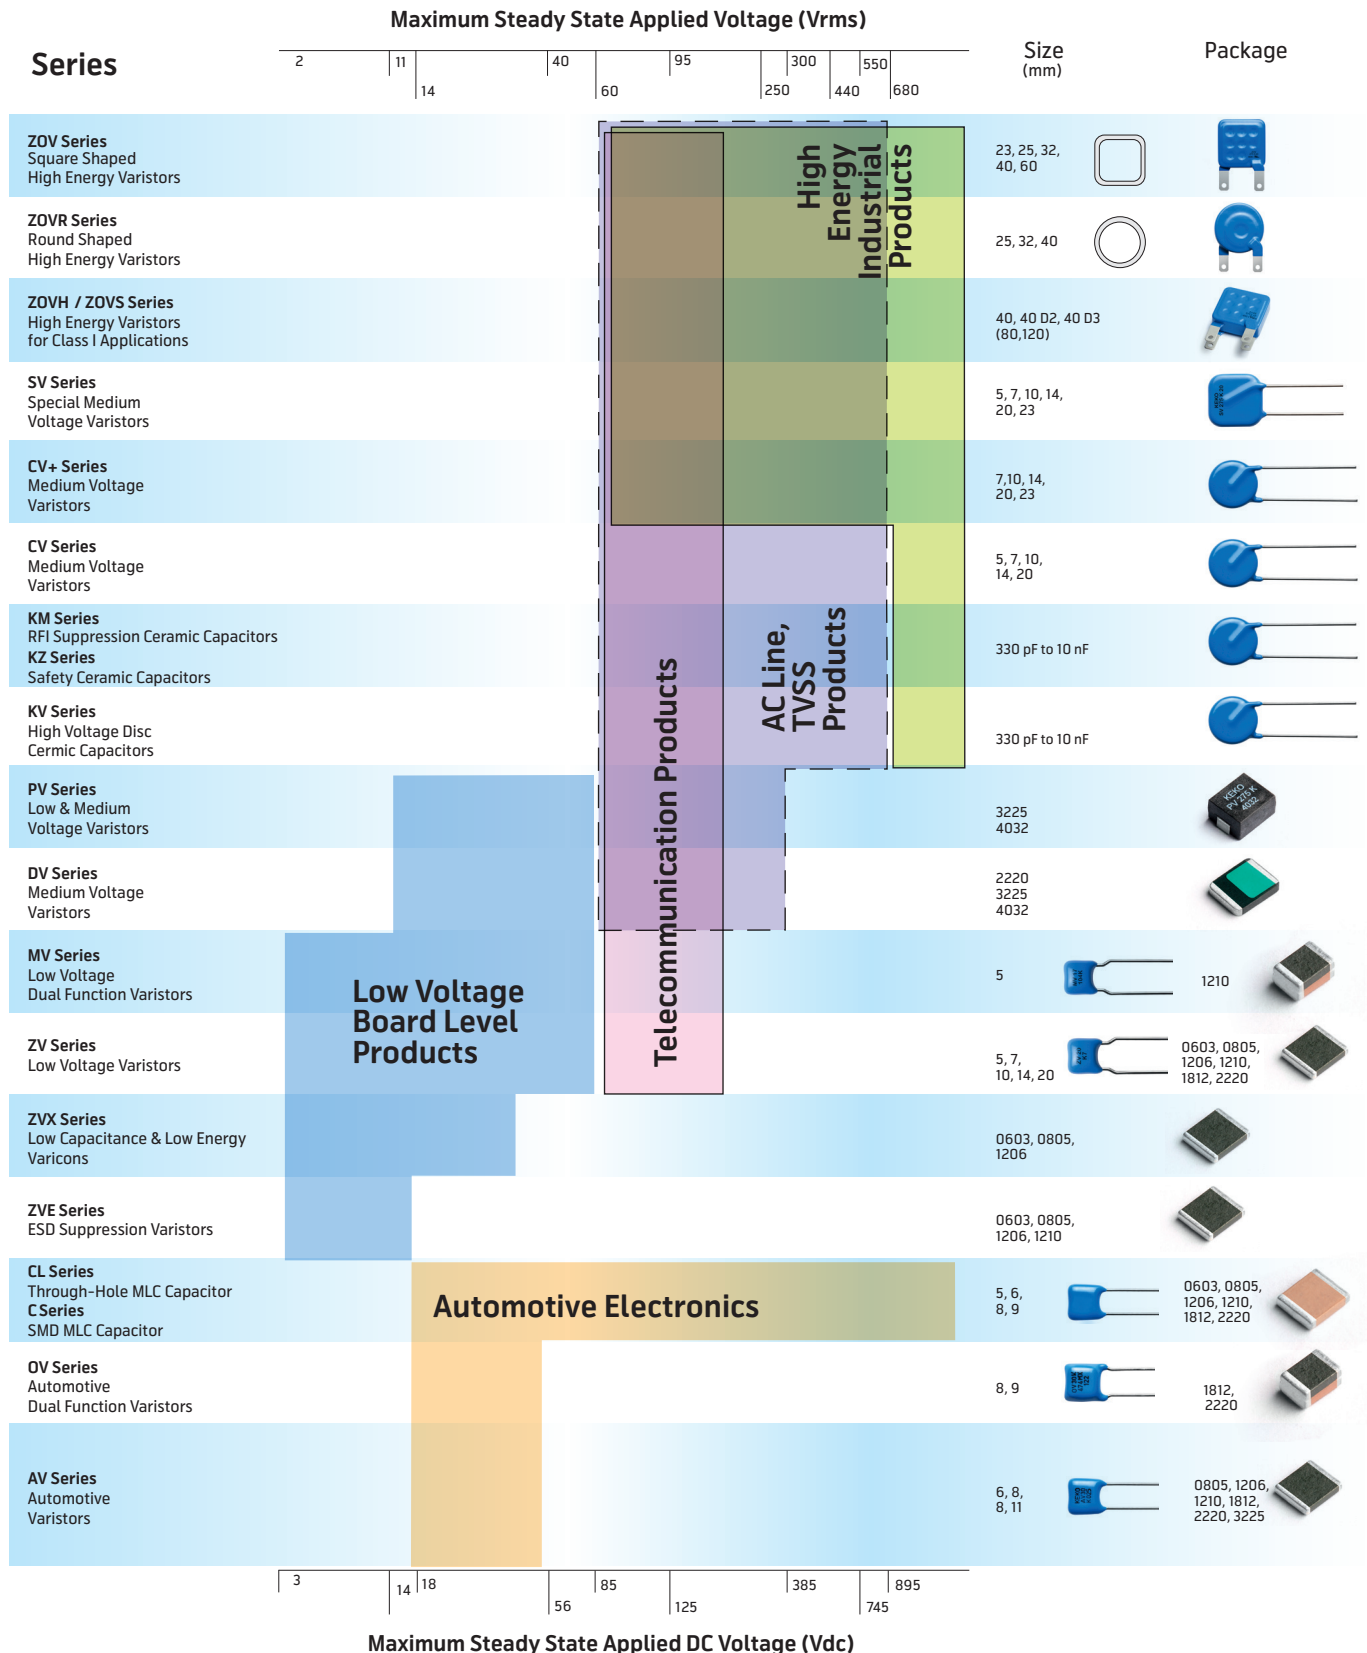 Maximum Steady State Applied Voltage (Vrms)
Series
2
11
40
95
300
550
14
60
250
440
680
Size
(mm)
Package
ZOV Series
Square Shaped
High Energy Varistors
23, 25, 32,
40, 60
ZOVR Series
Round Shaped
High Energy Varistors
25, 32, 40
High
Energy
Industrial
Products
ZOVH / ZOVS Series
High Energy Varistors
for Class I Applications
40, 40 D2, 40 D3
(80,120)
SV Series
Special Medium
Voltage Varistors
5, 7, 10, 14,
20, 23
CV+ Series
Medium Voltage
Varistors
7,10, 14,
20, 23
CV Series
Medium Voltage
Varistors
5, 7, 10,
14, 20
KM Series
RFI Suppression Ceramic Capacitors
KZ Series
Safety Ceramic Capacitors
330 pF to 10 nF
AC Line,
TVSS
Products
KV Series
High Voltage Disc
Cermic Capacitors
330 pF to 10 nF
Telecommunication Products
PV Series
Low & Medium
Voltage Varistors
3225
4032
KEKO
PV 275 K
4032
DV Series
Medium Voltage
Varistors
2220
3225
4032
MV Series
Low Voltage
Dual Function Varistors
5
1210
Low Voltage
Board Level
Products
ZV Series
Low Voltage Varistors
5, 7,
10, 14, 20
0603, 0805,
1206, 1210,
1812, 2220
ZVX Series
Low Capacitance & Low Energy
Varicons
0603, 0805,
1206
ZVE Series
ESD Suppression Varistors
0603, 0805,
1206, 1210
CL Series
Through-Hole MLC Capacitor
C Series
SMD MLC Capacitor
Automotive Electronics
5, 6,
8, 9
0603, 0805,
1206, 1210,
1812, 2220
OV Series
Automotive
Dual Function Varistors
8, 9
1812,
2220
AV Series
Automotive
Varistors
6, 8,
8, 11
0805, 1206,
1210, 1812,
2220, 3225
3
14
18
56
85
125
385
745
895
Maximum Steady State Applied DC Voltage (Vdc)